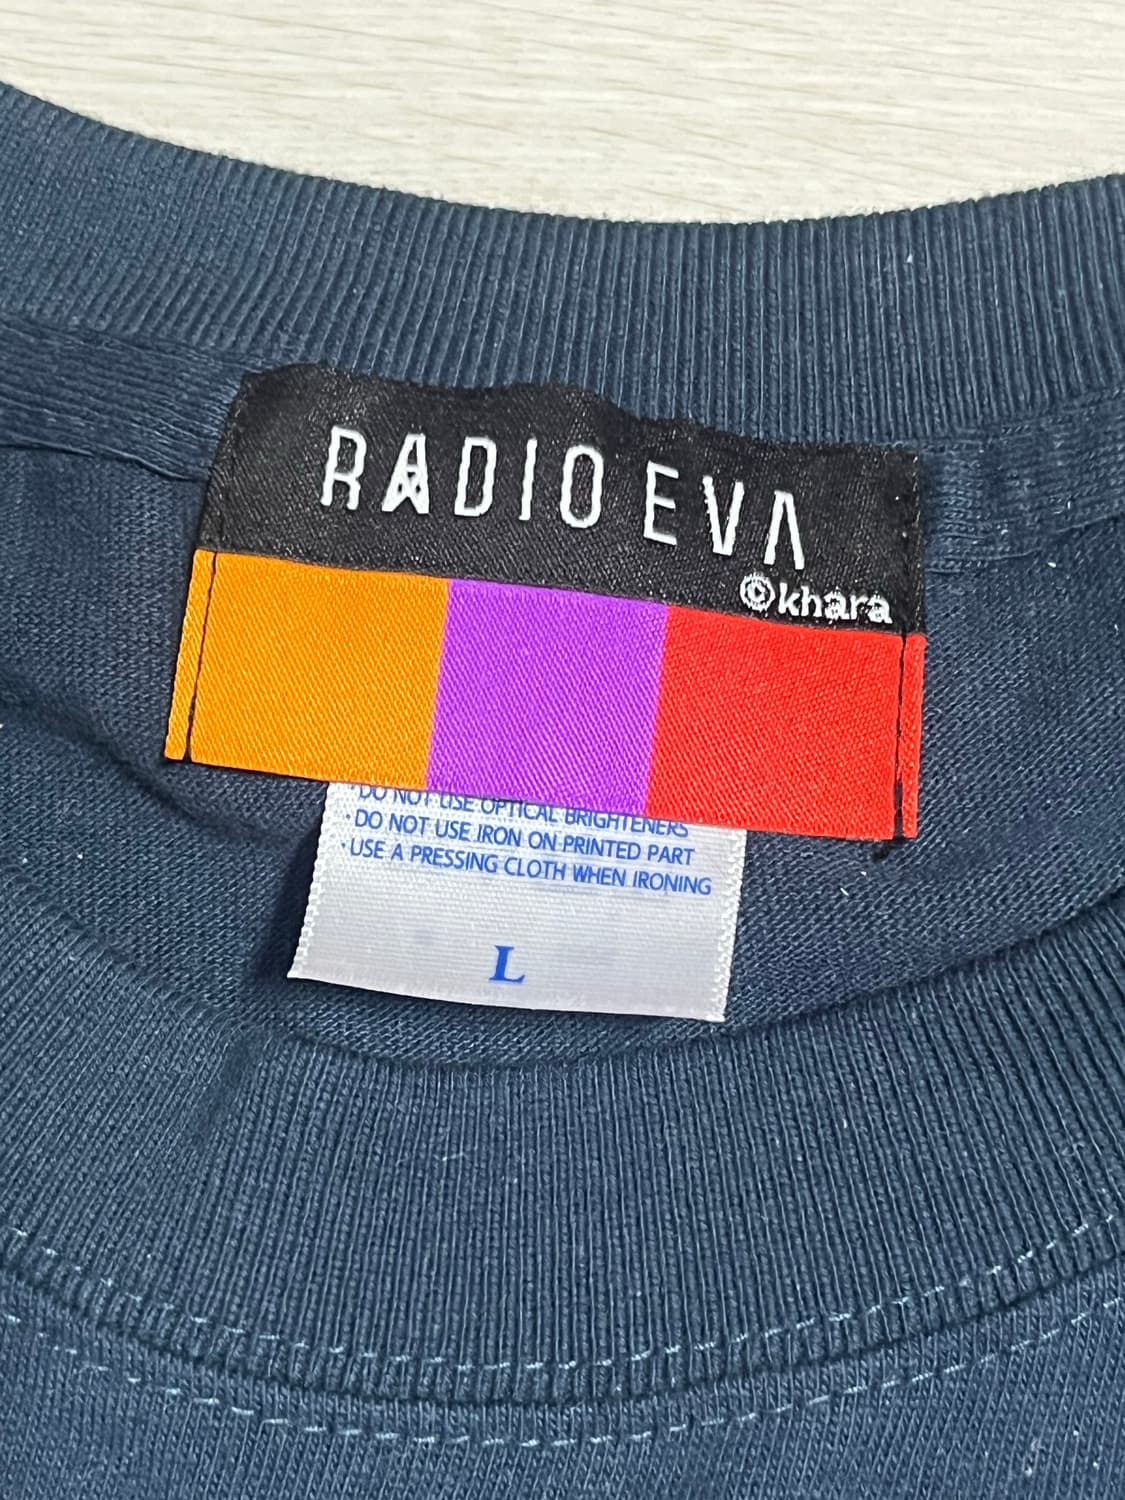 RADIO EVA
©khara
・DO NOT USE OPTICAL BRIGHTENERS
・DO NOT USE IRON ON PRINTED PART
・USE A PRESSING CLOTH WHEN IRONING
L